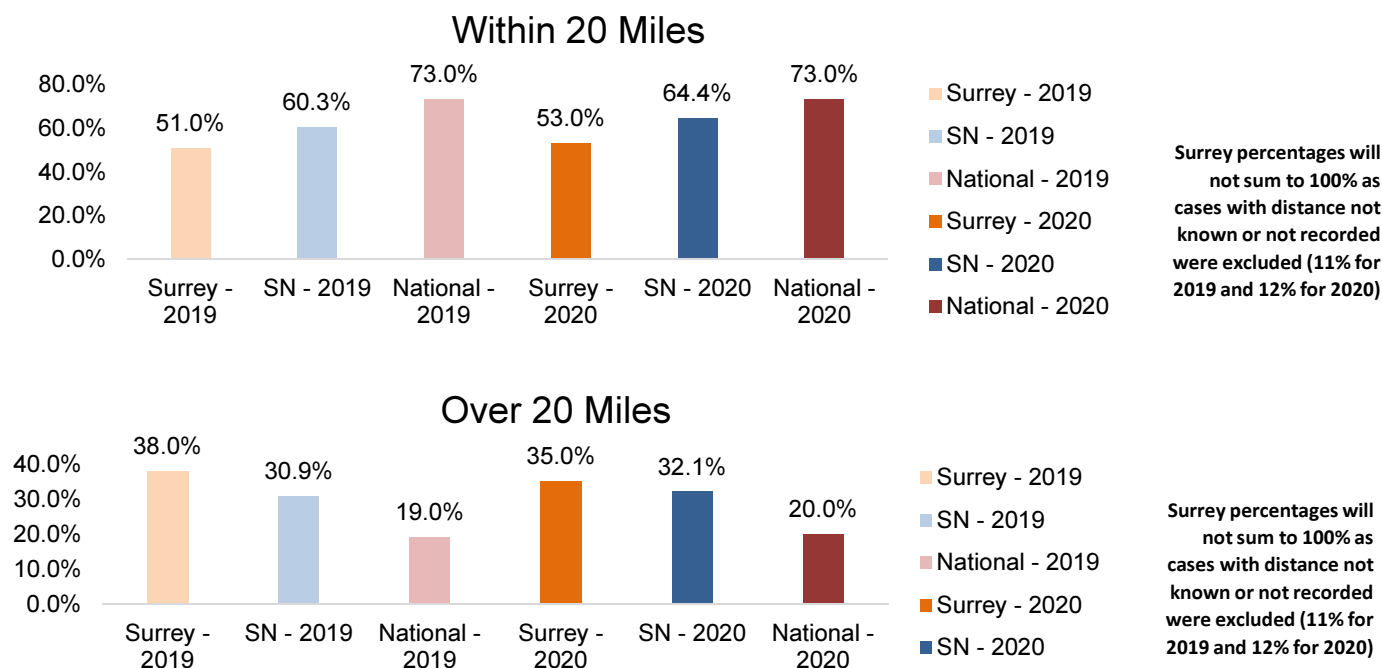 Within 20 Miles
80.0%
60.0%
40.0%
20.0%
0.0%
51.0%
60.3%
73.0%
53.0%
64.4%
73.0%
Surrey - 2019
SN - 2019
National - 2019
Surrey - 2020
SN - 2020
National - 2020
Surrey - 2019
SN - 2019
National - 2019
Surrey - 2020
SN - 2020
National - 2020
Surrey percentages will
not sum to 100% as
cases with distance not
known or not recorded
were excluded (11% for
2019 and 12% for 2020)
Over 20 Miles
40.0%
30.0%
20.0%
10.0%
0.0%
38.0%
30.9%
19.0%
35.0%
32.1%
20.0%
Surrey - 2019
SN - 2019
National - 2019
Surrey - 2020
SN - 2020
National - 2020
Surrey - 2019
SN - 2019
National - 2019
Surrey - 2020
SN - 2020
Surrey percentages will
not sum to 100% as
cases with distance not
known or not recorded
were excluded (11% for
2019 and 12% for 2020)